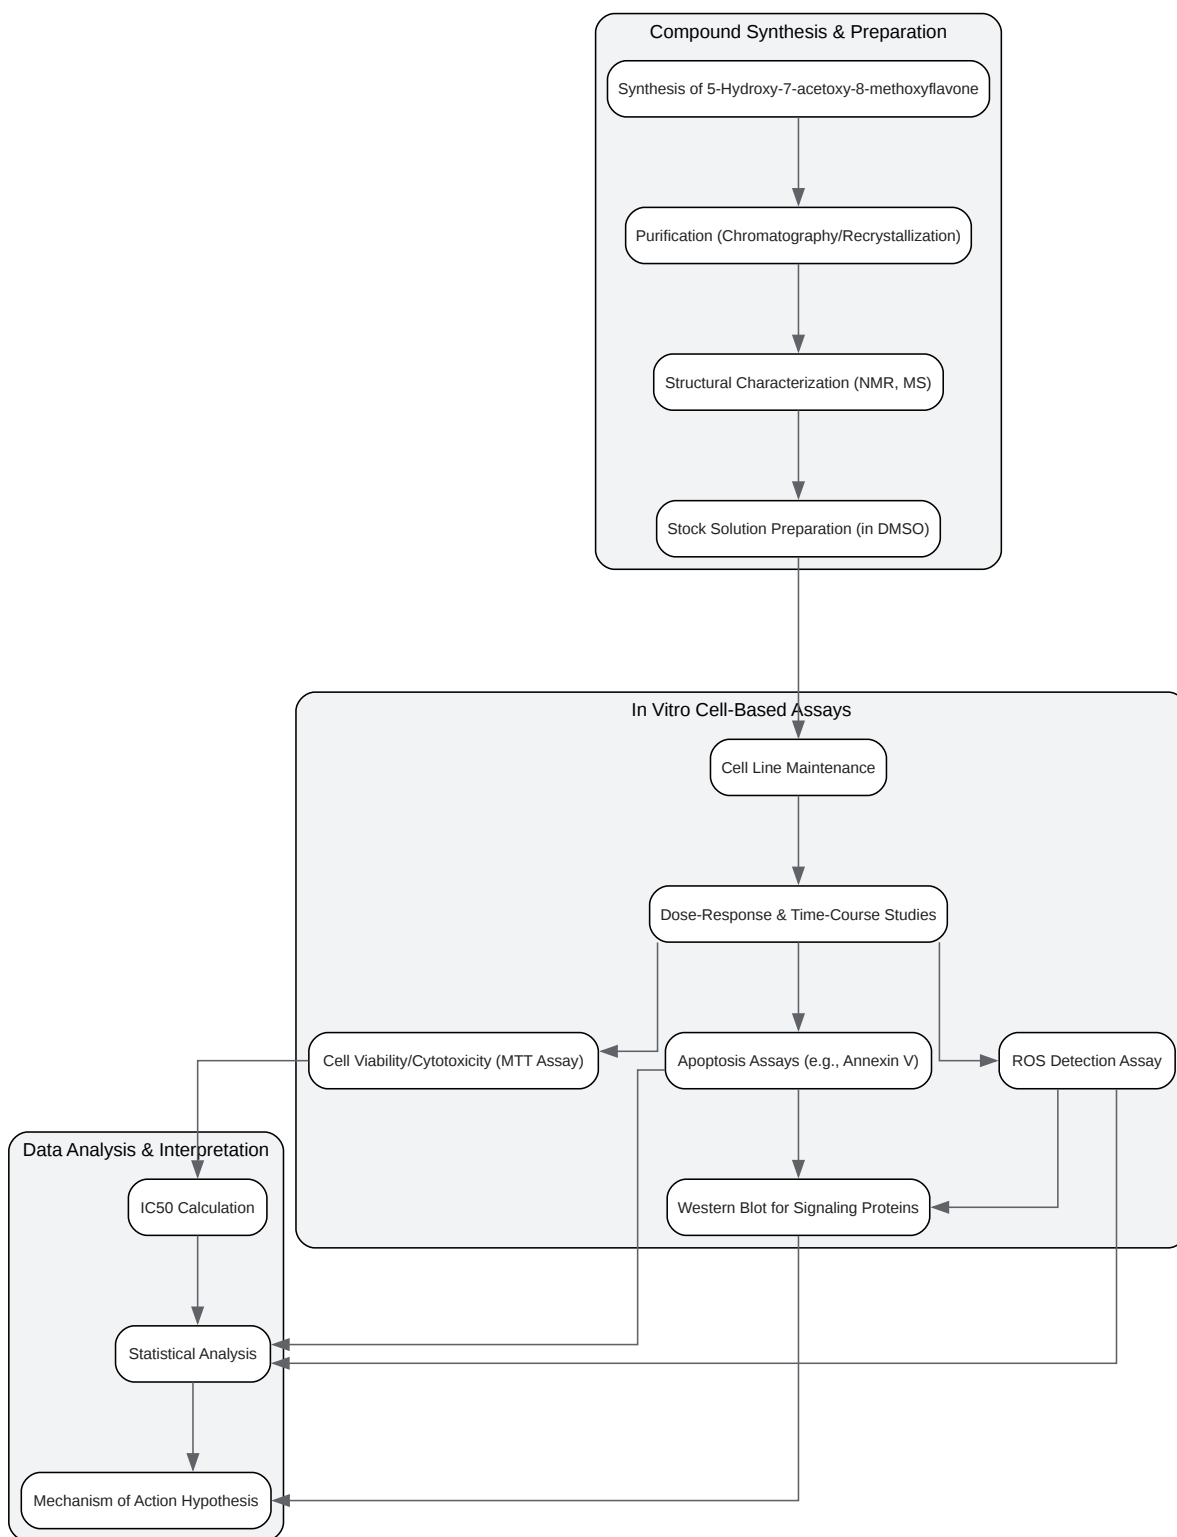 Compound Synthesis & Preparation
Synthesis of 5-Hydroxy-7-acetoxy-8-methoxyflavone
Purification (Chromatography/Recrystallization)
Structural Characterization (NMR, MS)
Stock Solution Preparation (in DMSO)
In Vitro Cell-Based Assays
Cell Line Maintenance
Dose-Response & Time-Course Studies
Cell Viability/Cytotoxicity (MTT Assay)
Apoptosis Assays (e.g., Annexin V)
ROS Detection Assay
Data Analysis & Interpretation
IC50 Calculation
Western Blot for Signaling Proteins
Statistical Analysis
Mechanism of Action Hypothesis